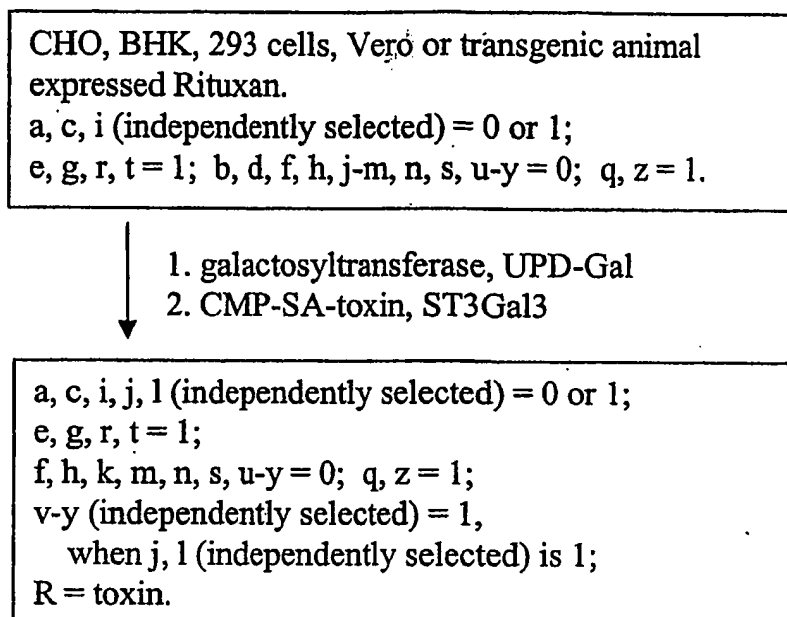 CHO, BHK, 293 cells, Vero or transgenic animal
expressed Rituxan.
a, c, i (independently selected) = 0 or 1;
e, g, r, t = 1; b, d, f, h, j-m, n, s, u-y = 0; q, z = 1.
1. galactosyltransferase, UPD-Gal
2. CMP-SA-toxin, ST3Gal3
a, c, i, j, l (independently selected) = 0 or 1;
e, g, r, t = 1;
f, h, k, m, n, s, u-y = 0; q, z = 1;
v-y (independently selected) = 1,
when j, l (independently selected) is 1;
R = toxin.